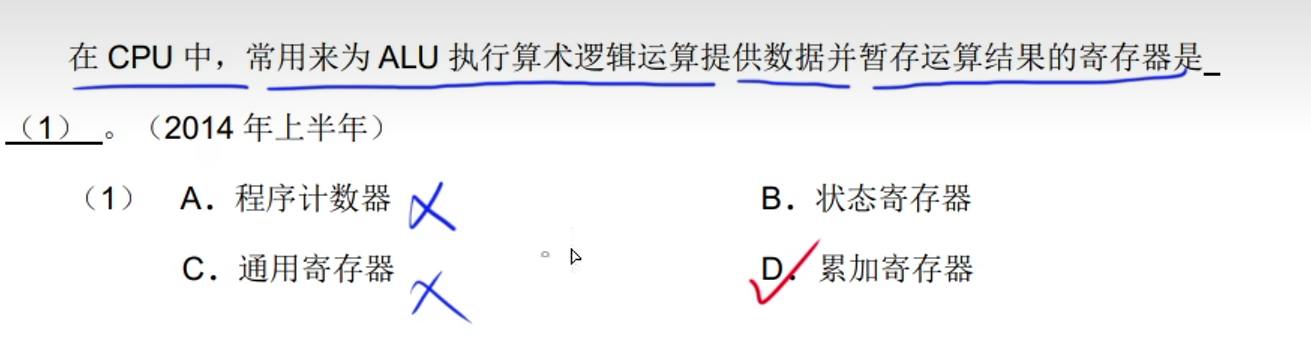 在 CPU 中，常用来为 ALU 执行算术逻辑运算提供数据并暂存运算结果的寄存器是
（1） 。（2014 年上半年）
（1） A．程序计数器 B．状态寄存器
C．通用寄存器 D．累加寄存器